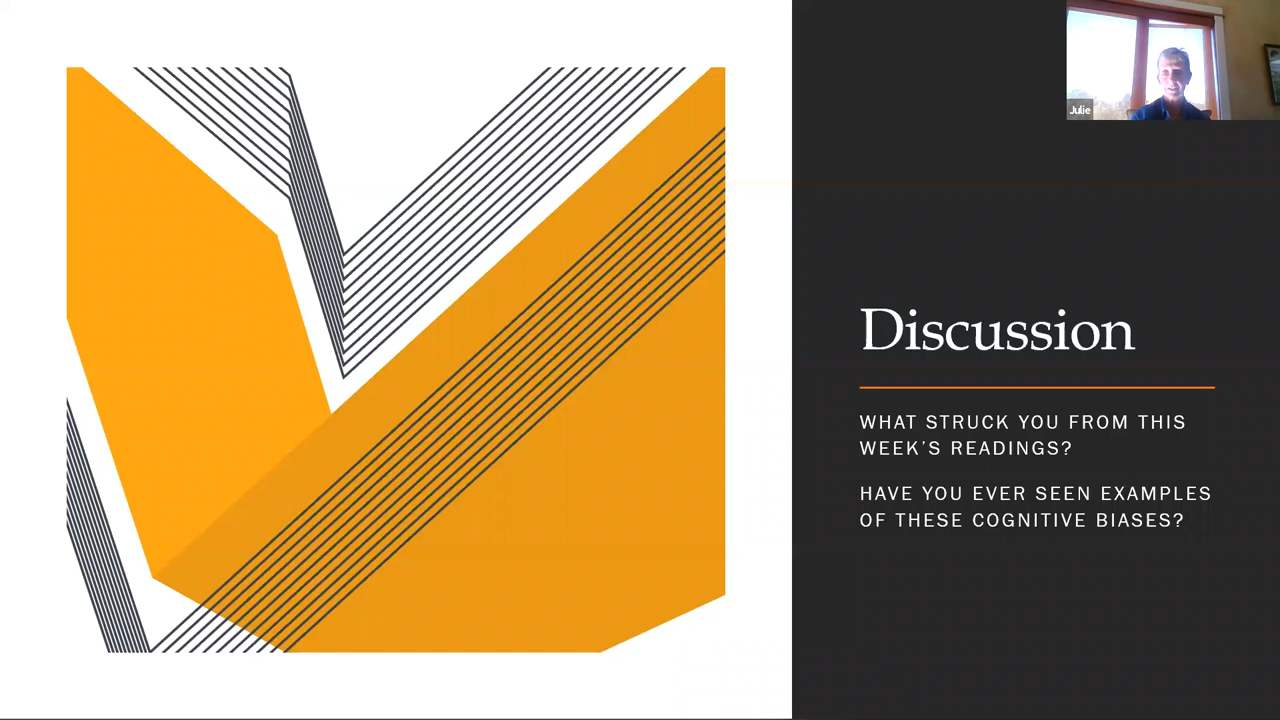 Julie
Discussion
WHAT STRUCK YOU FROM THIS
WEEK’S READINGS?
HAVE YOU EVER SEEN EXAMPLES
OF THESE COGNITIVE BIASES?